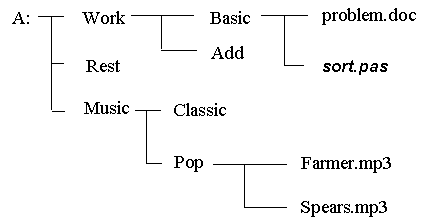 A: Work Basic problem.doc
Add sort.pas
Rest
Music Classic
Pop Farmer.mp3
Spears.mp3